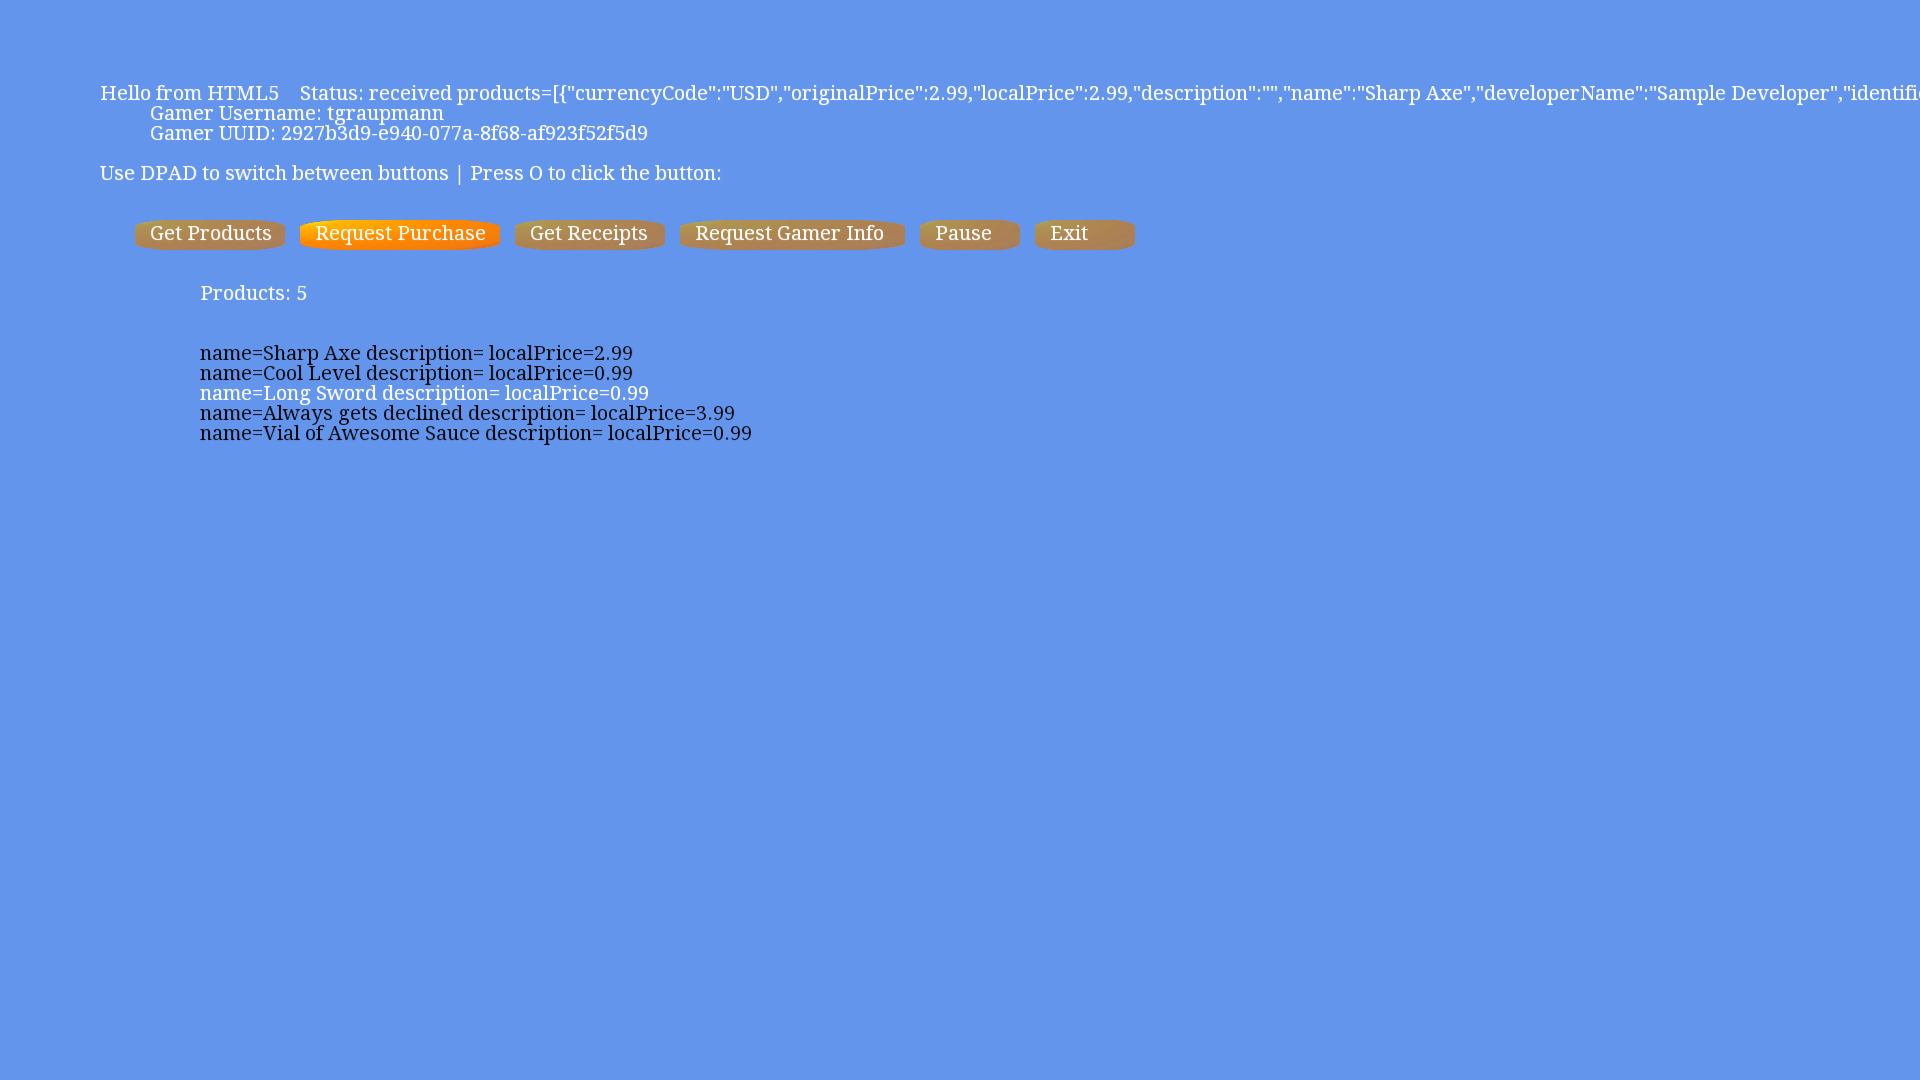 Hello from HTML5 Status: received products=[{"currencyCode":"USD","originalPrice":2.99,"localPrice":2.99,"description":"","name":"Sharp Axe","developerName":"Sample Developer","identifi
Gamer Username: tgraupmann
Gamer UUID: 2927b3d9-e940-077a-8f68-af923f52f5d9
Use DPAD to switch between buttons | Press O to click the button:
Get Products Request Purchase Get Receipts Request Gamer Info Pause Exit
Products: 5
name=Sharp Axe description= localPrice=2.99
name=Cool Level description= localPrice=0.99
name=Long Sword description= localPrice=0.99
name=Always gets declined description= localPrice=3.99
name=Vial of Awesome Sauce description= localPrice=0.99